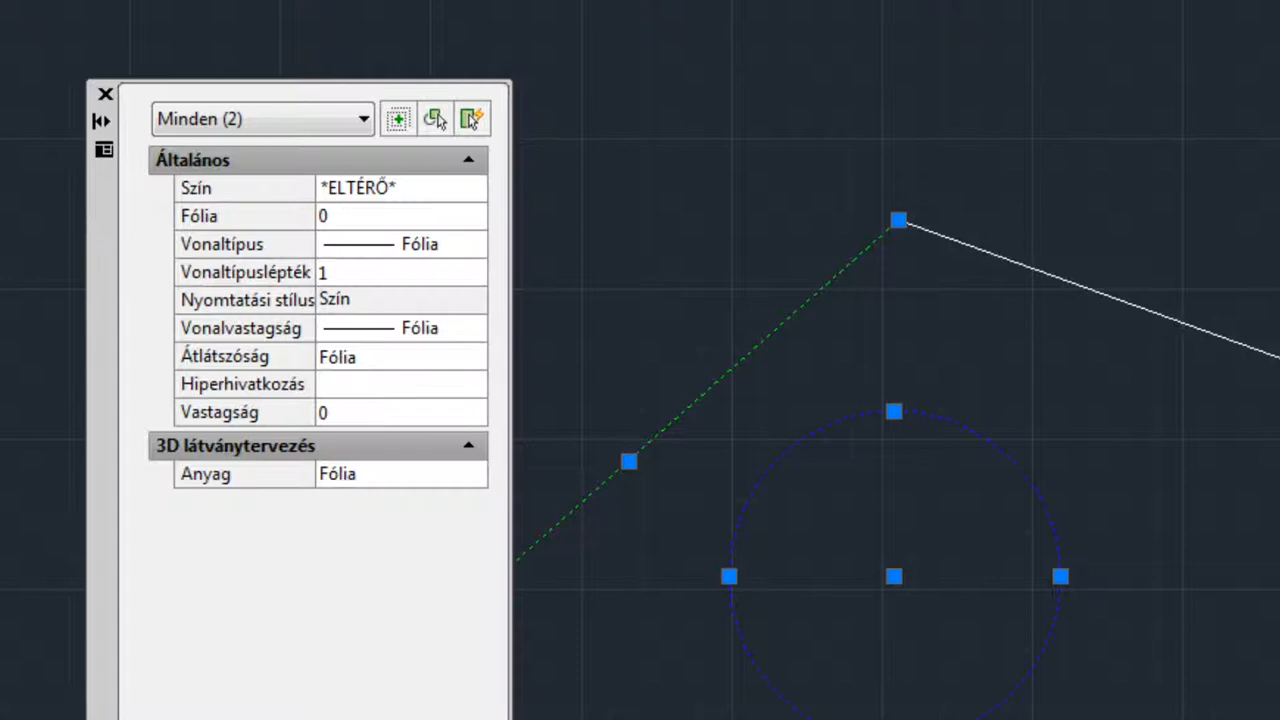 Minden (2)
Általános
Szín *ELTÉRŐ*
Fólia 0
Vonaltípus Fólia
Vonaltípuslépték 1
Nyomtatási stílus Szín
Vonalvastagság Fólia
Átlátszóság Fólia
Hiperhivatkozás
Vastagság 0
3D látványtervezés
Anyag Fólia